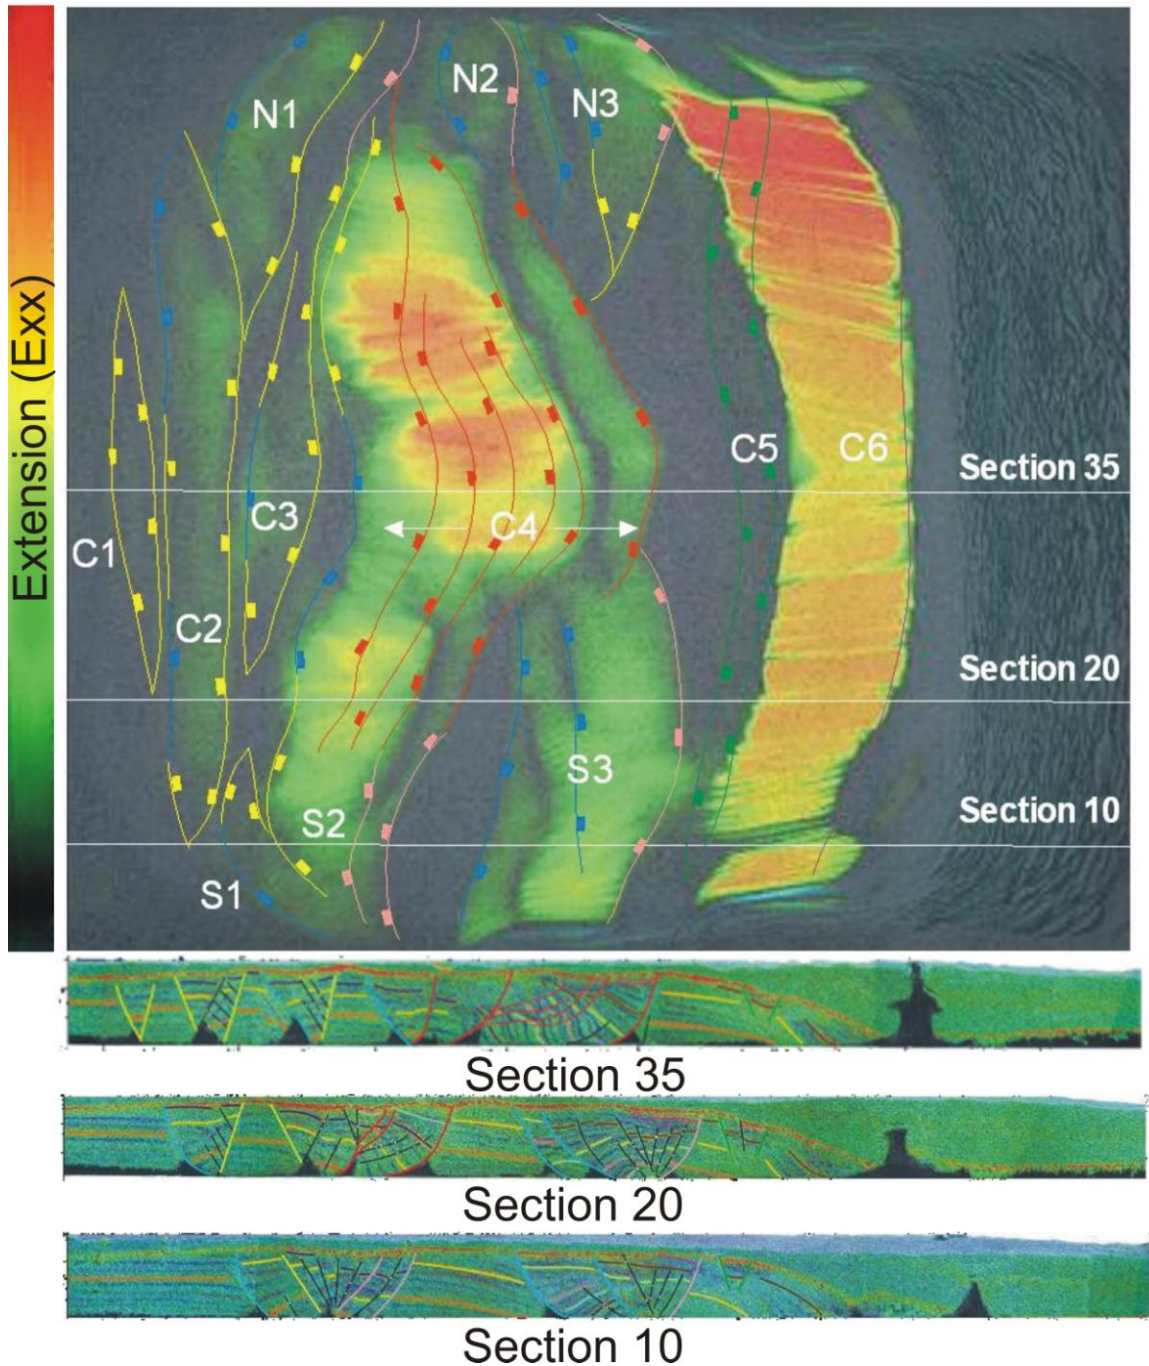 Extension (Exx)
N1
N2
N3
C5
C6
Section 35
C3
C4
C1
C2
Section 20
S3
S2
Section 10
S1
Section 35
Section 20
Section 10